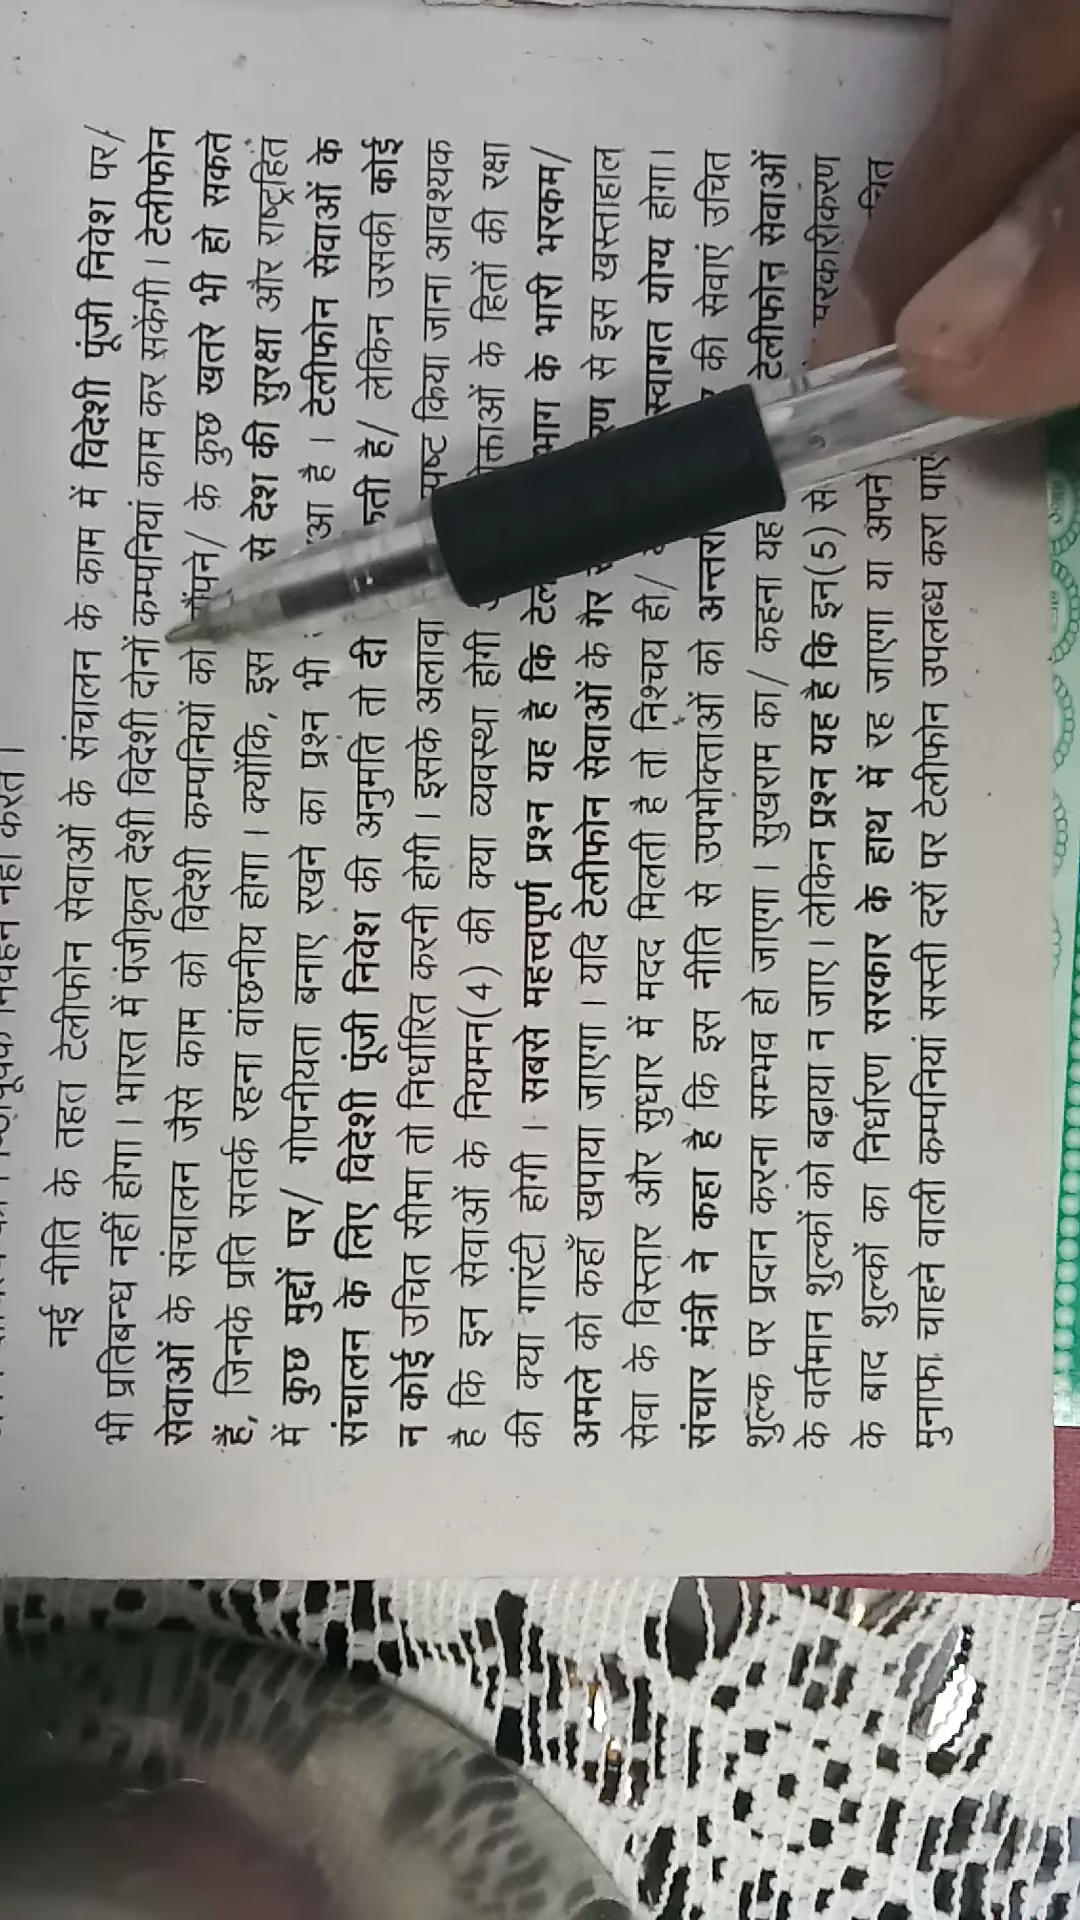 नई नीति के तहत टेलीफोन सेवाओं के संचालन के काम में विदेशी पूंजी निवेश पर/
भी प्रतिबन्ध नहीं होगा। भारत में पंजीकृत देशी विदेशी दोनों कम्पनियां काम कर सकेंगी। टेलीफोन
सेवाओं के संचालन जैसे काम को विदेशी कम्पनियों को / के कुछ खतरे भी हो सकते
हैं, जिनके प्रति सतर्क रहना वांछनीय होगा। क्योंकि, इस से देश की सुरक्षा और राष्ट्रहित
में कुछ मुद्दों पर/ गोपनीयता बनाए रखने का प्रश्न भी है। टेलीफोन सेवाओं के
संचालन के लिए विदेशी पूंजी निवेश की अनुमति तो दी है/ लेकिन उसकी कोई
न कोई उचित सीमा तो निर्धारित करनी होगी। इसके अलावा किया जाना आवश्यक
है कि इन सेवाओं के नियमन(4) की क्या व्यवस्था होगी के हितों की रक्षा
की क्या गारंटी होगी। सबसे महत्त्वपूर्ण प्रश्न यह है कि के भारी भरकम/
अमले को कहाँ खपाया जाएगा। यदि टेलीफोन सेवाओं के गैर से इस खस्ताहाल
सेवा के विस्तार और सुधार में मदद मिलती है तो निश्चय ही/ स्वागत योग्य होगा।
संचार मंत्री ने कहा है कि इस नीति से उपभोक्ताओं को की सेवाएं उचित
शुल्क पर प्रदान करना सम्भव हो जाएगा। सुखराम का/ कहना यह टेलीफोन सेवाओं
के वर्तमान शुल्कों को बढ़ाया न जाए। लेकिन प्रश्न यह है कि इन(5) से
के बाद शुल्कों का निर्धारण सरकार के हाथ में रह जाएगा या अपने
मुनाफा चाहने वाली कम्पनियां सस्ती दरों पर टेलीफोन उपलब्ध करा